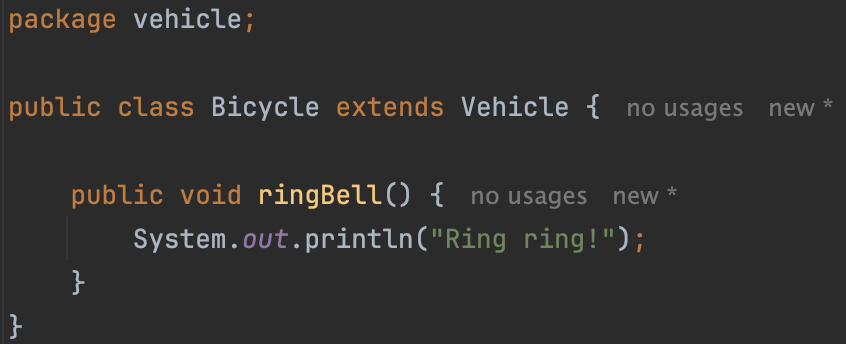 package vehicle;
public class Bicycle extends Vehicle { no usages new *
public void ringBell() { no usages new *
System.out.println("Ring ring!");
}
}